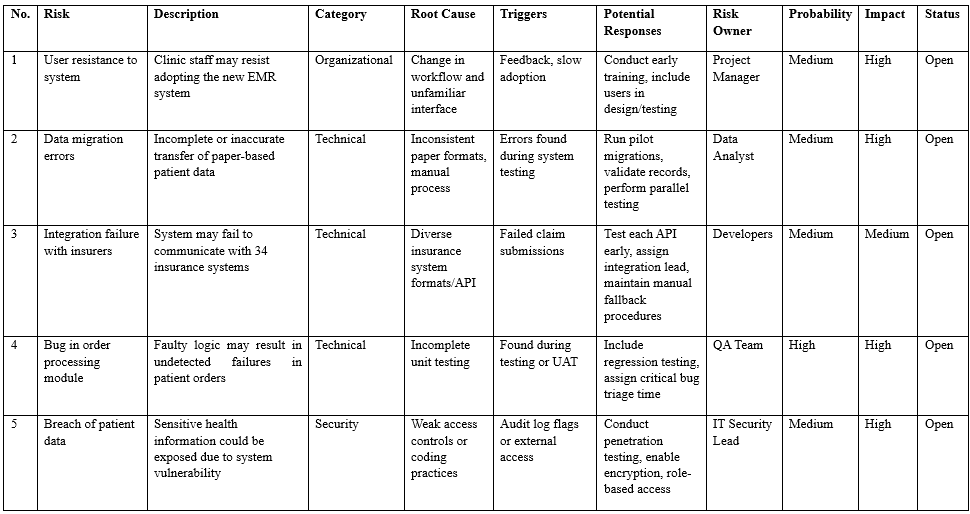 No. Risk Description Category Root Cause Triggers Potential Responses Risk Owner Probability Impact Status
1 User resistance to system Clinic staff may resist adopting the new EMR system Organizational Change in workflow and unfamiliar interface Feedback, slow adoption Conduct early training, include users in design/testing Project Manager Medium High Open
2 Data migration errors Incomplete or inaccurate transfer of paper-based patient data Technical Inconsistent paper formats, manual process Errors found during system testing Run pilot migrations, validate records, perform parallel testing Data Analyst Medium High Open
3 Integration failure with insurers System may fail to communicate with 34 insurance systems Technical Diverse insurance system formats/API Failed claim submissions Test each API early, assign integration lead, maintain manual fallback procedures Developers Medium Medium Open
4 Bug in order processing module Faulty logic may result in undetected failures in patient orders Technical Incomplete unit testing Found during testing or UAT Include regression testing, assign critical bug triage time QA Team High High Open
5 Breach of patient data Sensitive health information could be exposed due to system vulnerability Security Weak access controls or coding practices Audit log flags or external access Conduct penetration testing, enable encryption, role-based access IT Security Lead Medium High Open